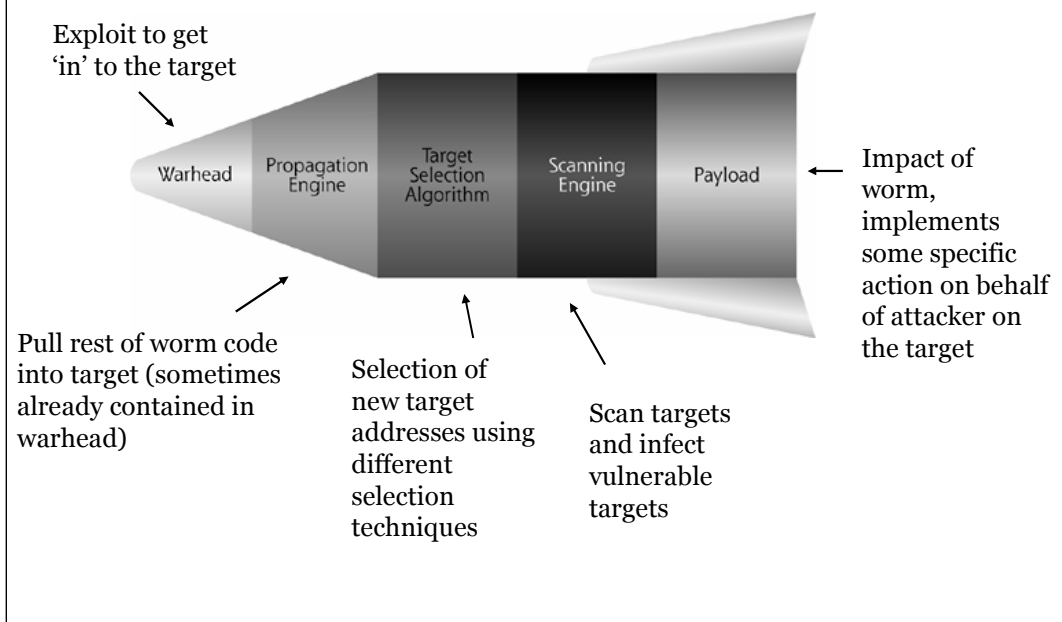 Exploit to get
‘in’ to the target
Warhead
Propagation
Engine
Target
Selection
Algorithm
Scanning
Engine
Payload
Impact of
worm,
implements
some specific
action on behalf
of attacker on
the target
Pull rest of worm code
into target (sometimes
already contained in
warhead)
Selection of
new target
addresses using
different
selection
techniques
Scan targets
and infect
vulnerable
targets